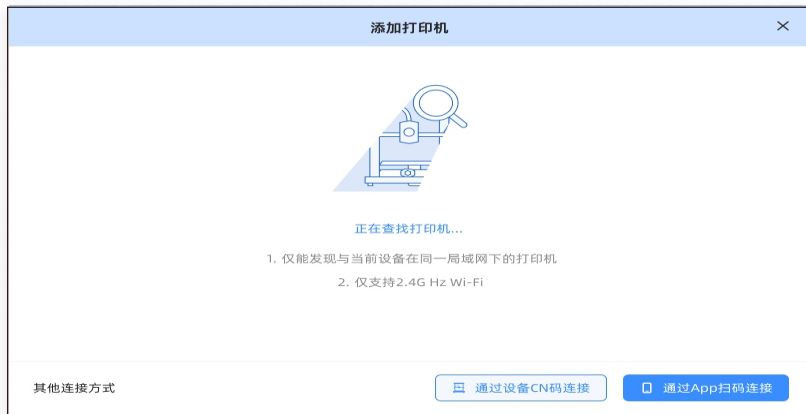 添加打印机
正在查找打印机...
1. 仅能发现与当前设备在同一局域网下的打印机
2. 仅支持2.4G Hz Wi-Fi
其他连接方式
通过设备CN码连接
通过App扫码连接